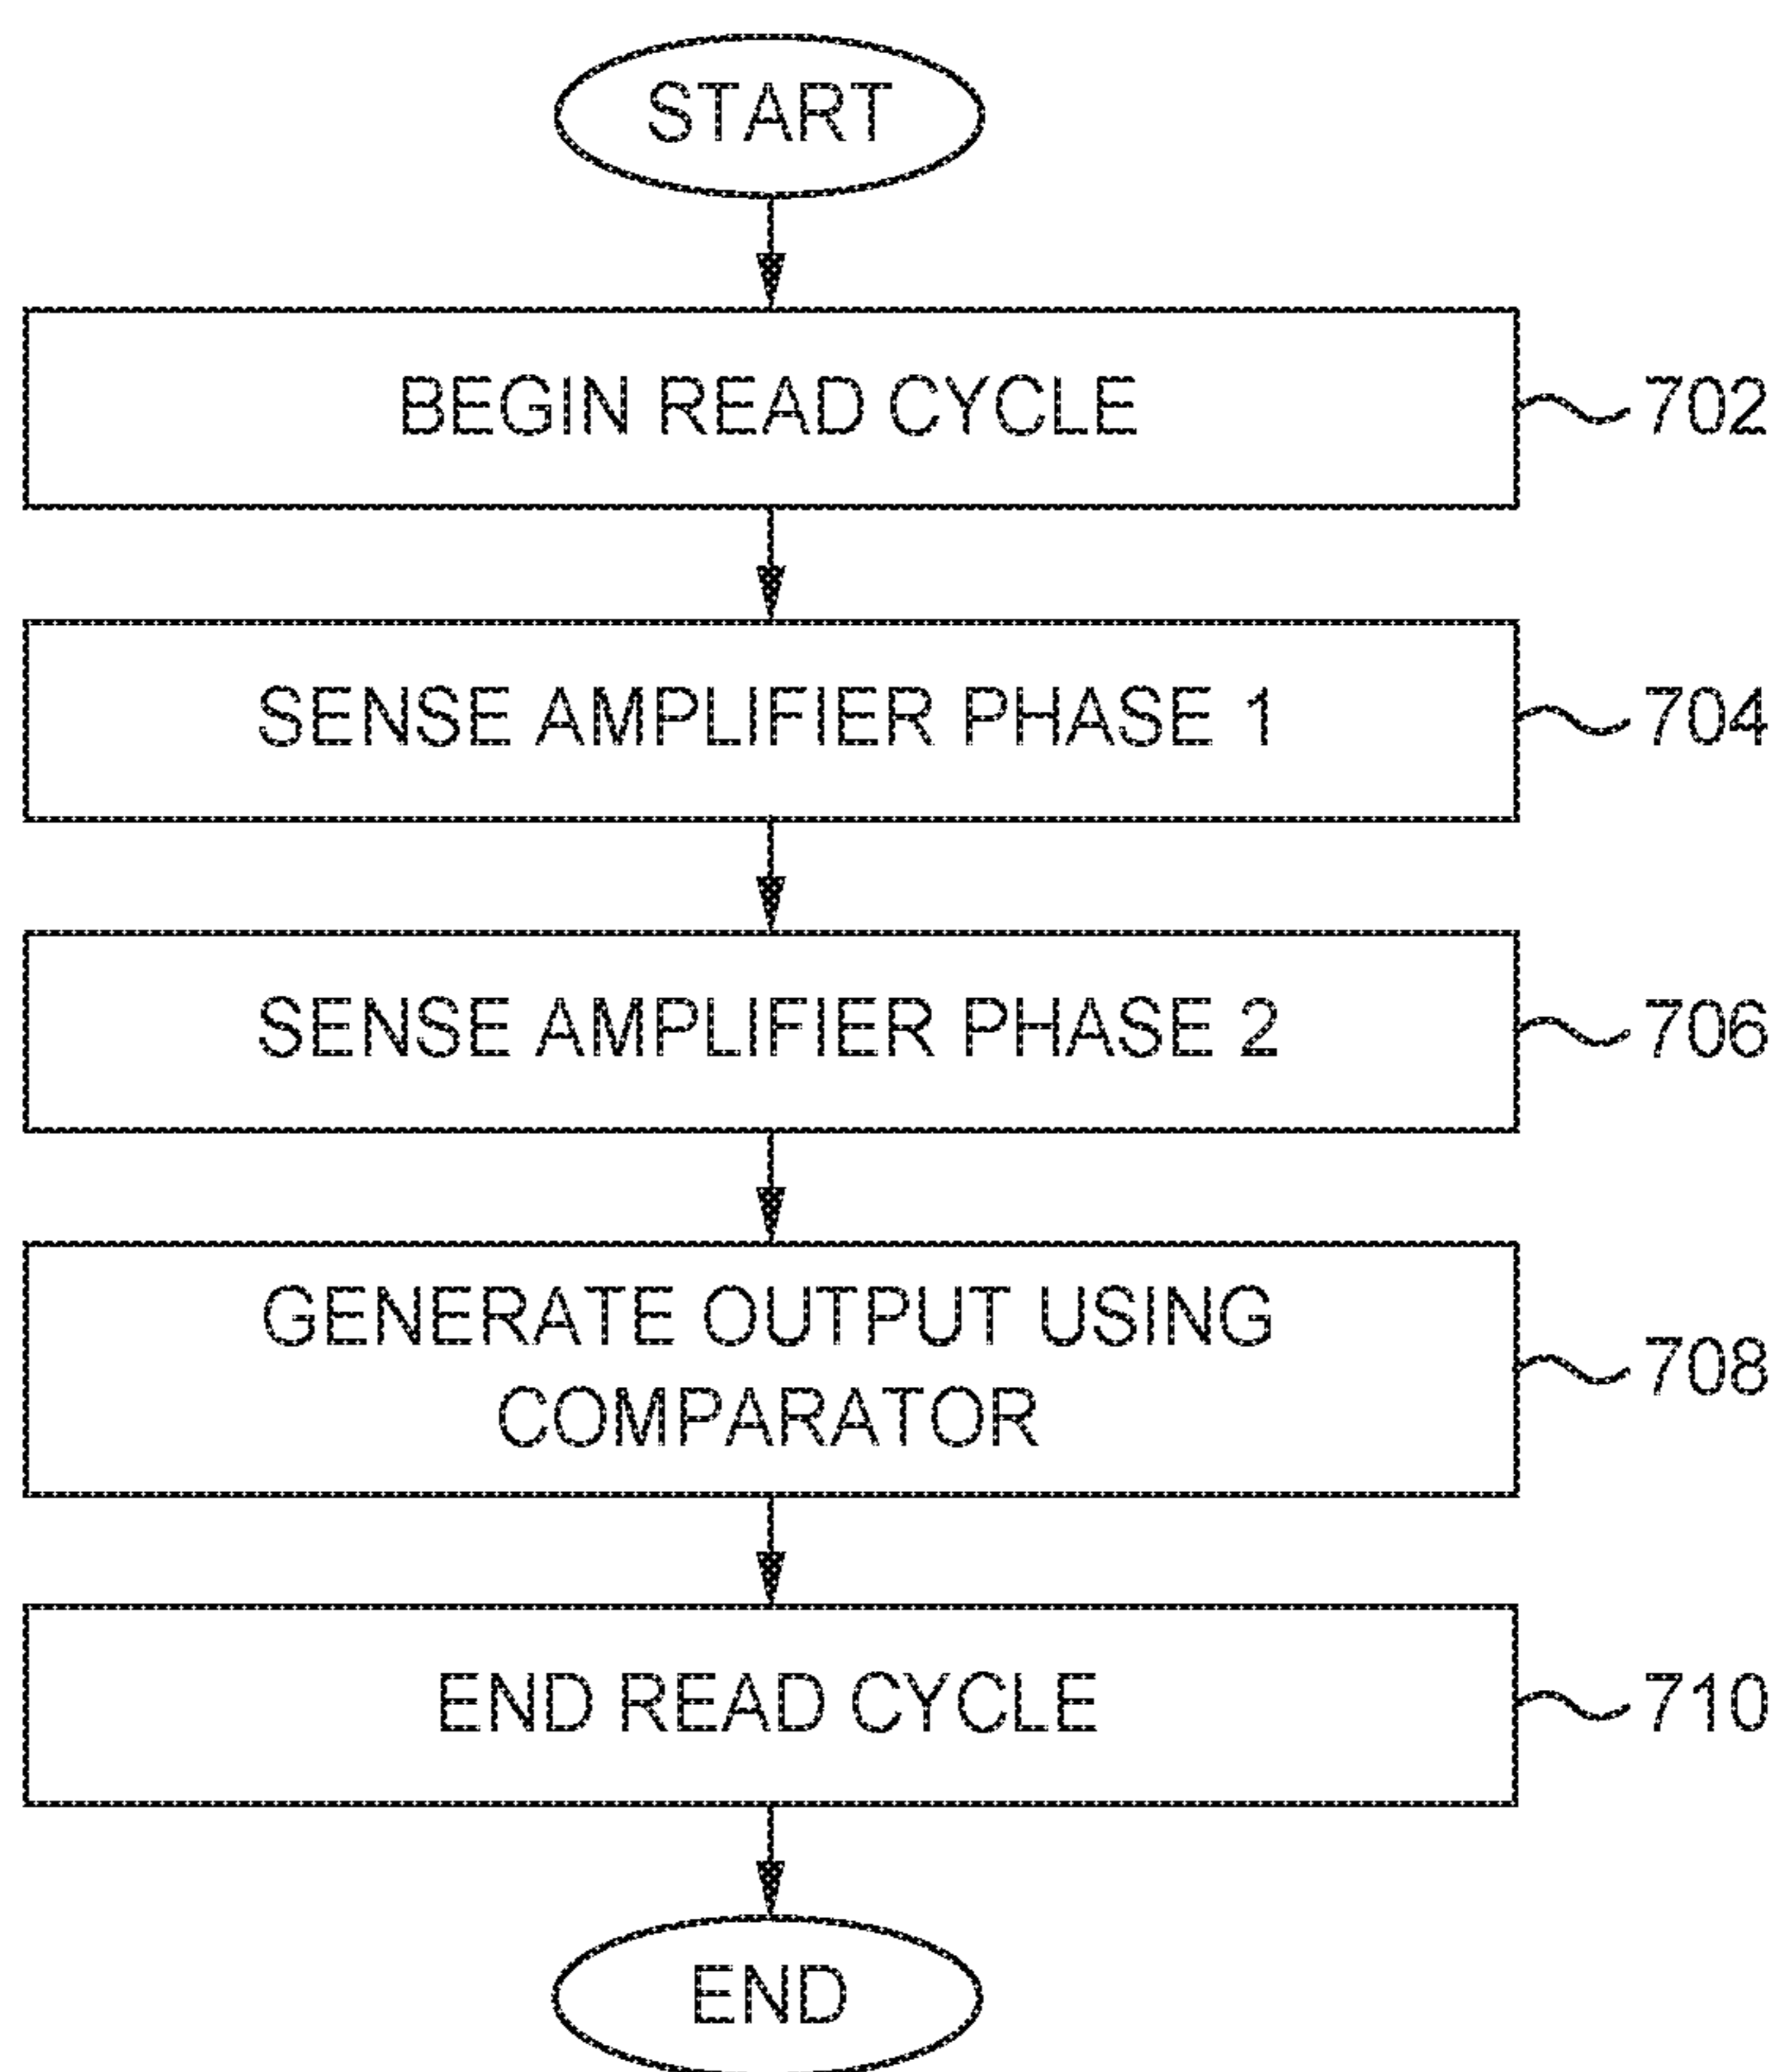 START
BEGIN READ CYCLE
702
SENSE AMPLIFIER PHASE 1
704
SENSE AMPLIFIER PHASE 2
706
GENERATE OUTPUT USING
COMPARATOR
708
END READ CYCLE
710
END